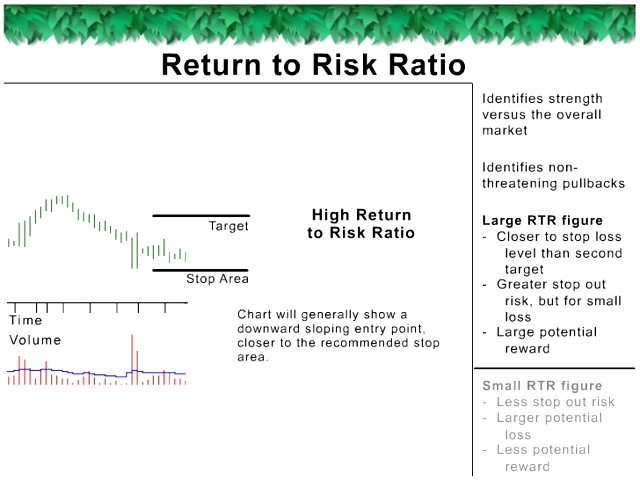 Return to Risk Ratio
Target
Stop Area
Time
Volume
High Return
to Risk Ratio
Chart will generally show a
downward sloping entry point,
closer to the recommended stop
area.
Identifies strength
versus the overall
market
Identifies non-
threatening pullbacks
Large RTR figure
- Closer to stop loss
level than second
target
- Greater stop out
risk, but for small
loss
- Large potential
reward
Small RTR figure
- Less stop out risk
- Larger potential
loss
- Less potential
reward